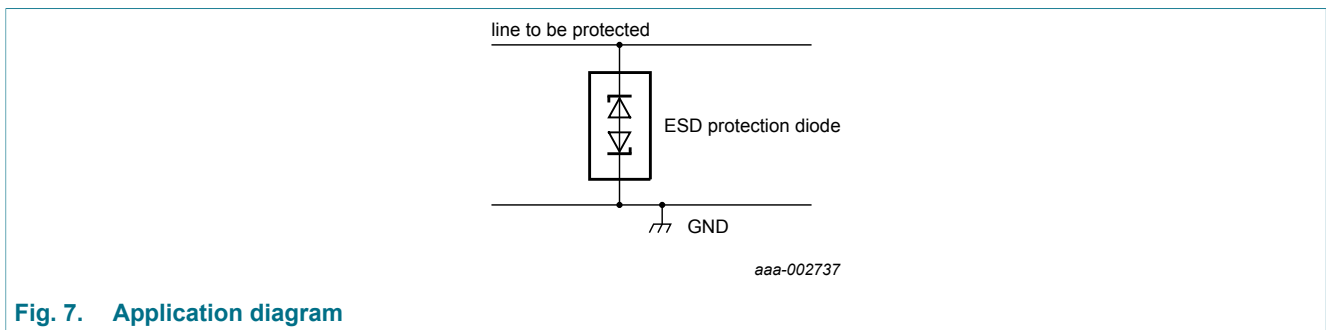 line to be protected
ESD protection diode
GND
aaa-002737
Fig. 7. Application diagram